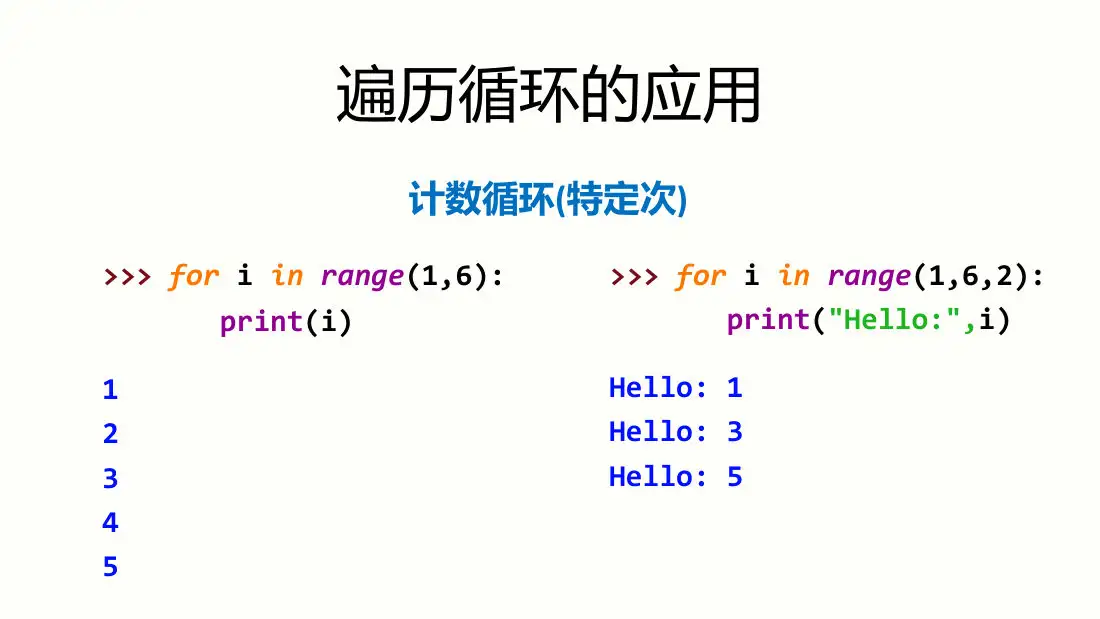 遍历循环的应用
计数循环(特定次)
>>> for i in range(1,6):
print(i)
1
2
3
4
5
>>> for i in range(1,6,2):
print("Hello:",i)
Hello: 1
Hello: 3
Hello: 5